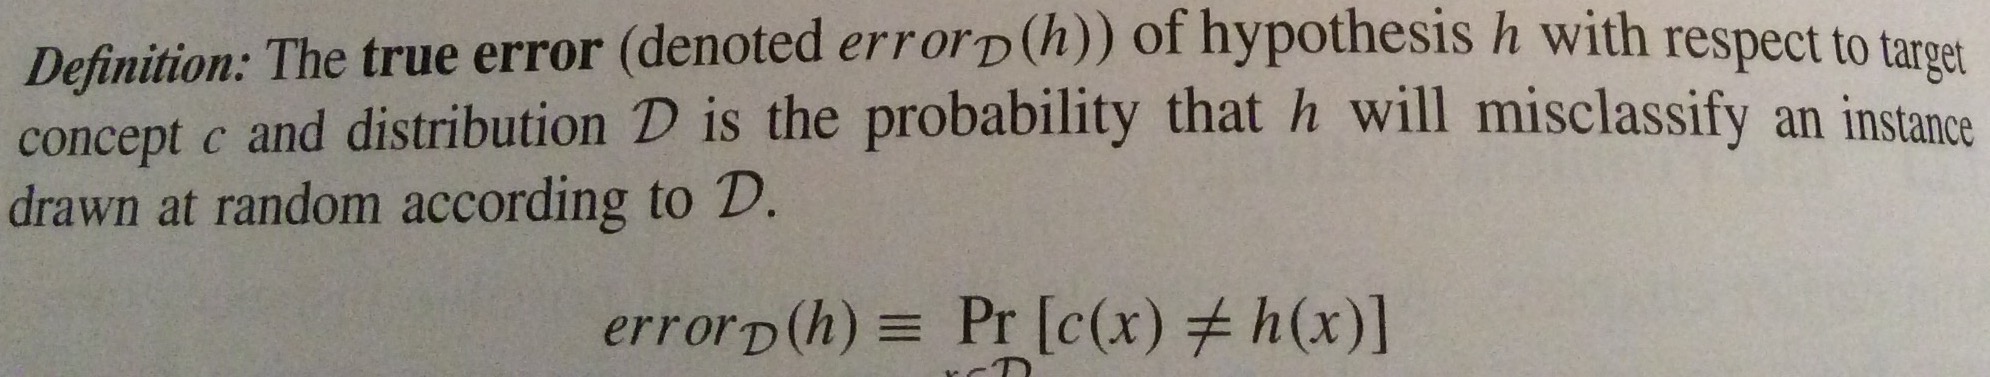 Definition: The true error (denoted error𝒟(h)) of hypothesis h with respect to target
concept c and distribution 𝒟 is the probability that h will misclassify an instance
drawn at random according to 𝒟.
error𝒟(h) ≡ Pr [c(x) ≠ h(x)]